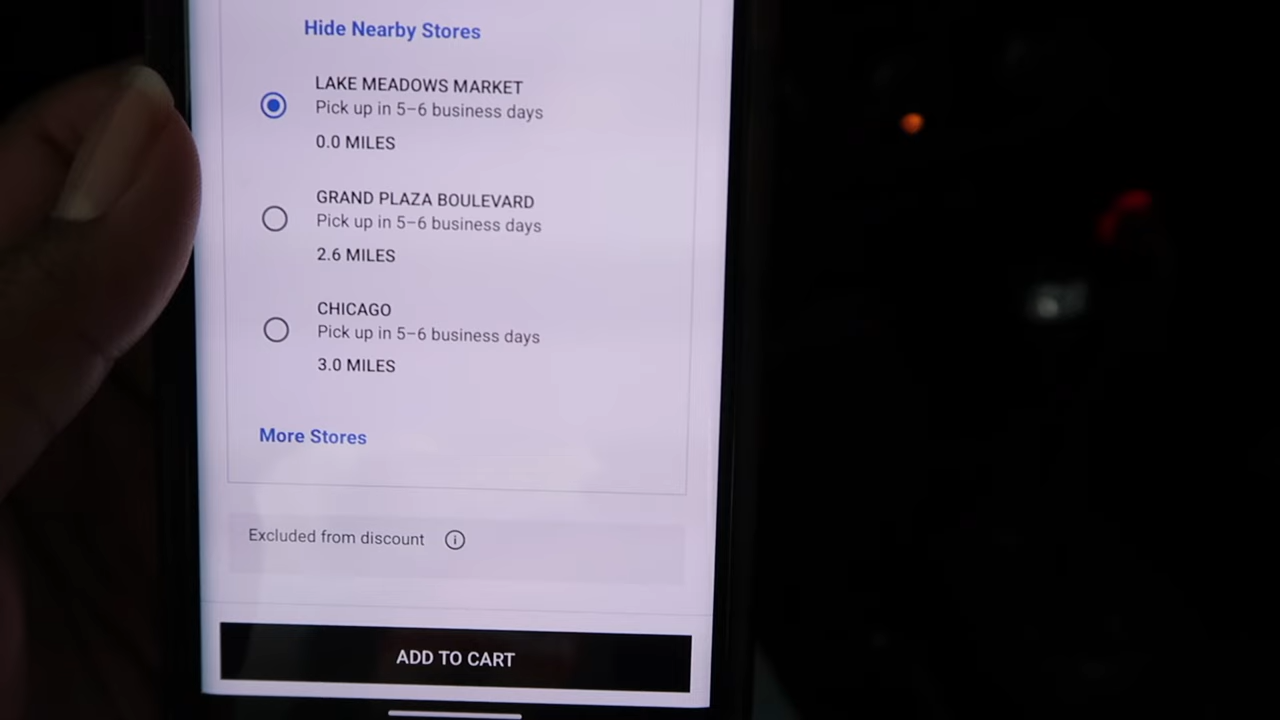 Hide Nearby Stores
LAKE MEADOWS MARKET
Pick up in 5–6 business days
0.0 MILES
GRAND PLAZA BOULEVARD
Pick up in 5–6 business days
2.6 MILES
CHICAGO
Pick up in 5–6 business days
3.0 MILES
More Stores
Excluded from discount
ADD TO CART